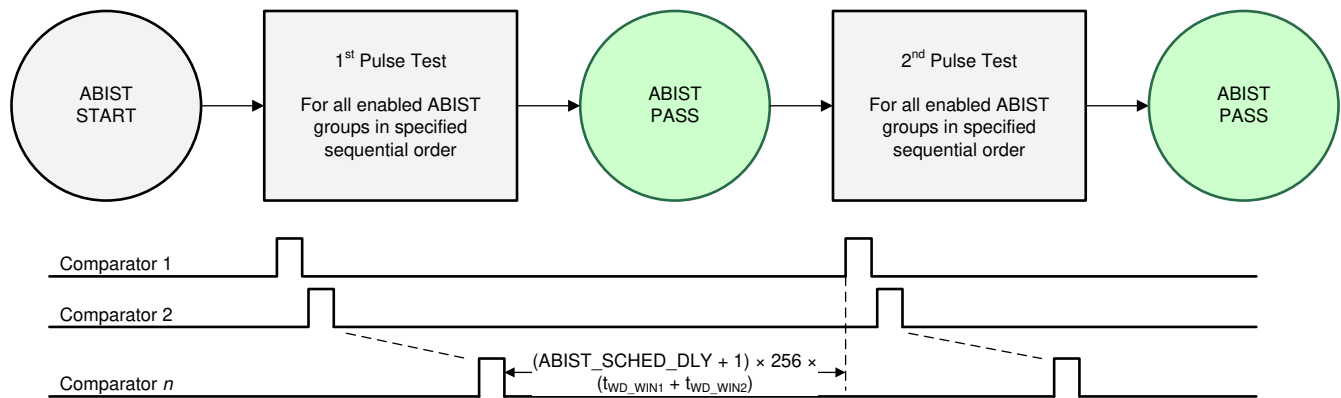 ABIST
START
1st Pulse Test
For all enabled ABIST
groups in specified
sequential order
ABIST
PASS
2nd Pulse Test
For all enabled ABIST
groups in specified
sequential order
ABIST
PASS
Comparator 1
Comparator 2
Comparator n
(ABIST_SCHED_DLY + 1) × 256 ×
(tWD_WIN1 + tWD_WIN2)